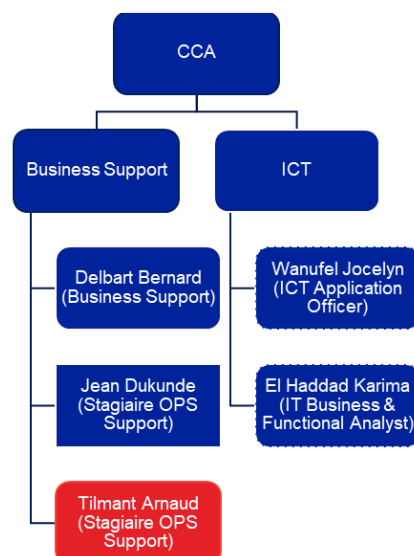 CCA
Business Support
ICT
Delbart Bernard
(Business Support)
Wanufel Jocelyn
(ICT Application
Officer)
Jean Dukunde
(Stagiaire OPS
Support)
El Haddad Karima
(IT Business &
Functional Analyst)
Tilmant Arnaud
(Stagiaire OPS
Support)